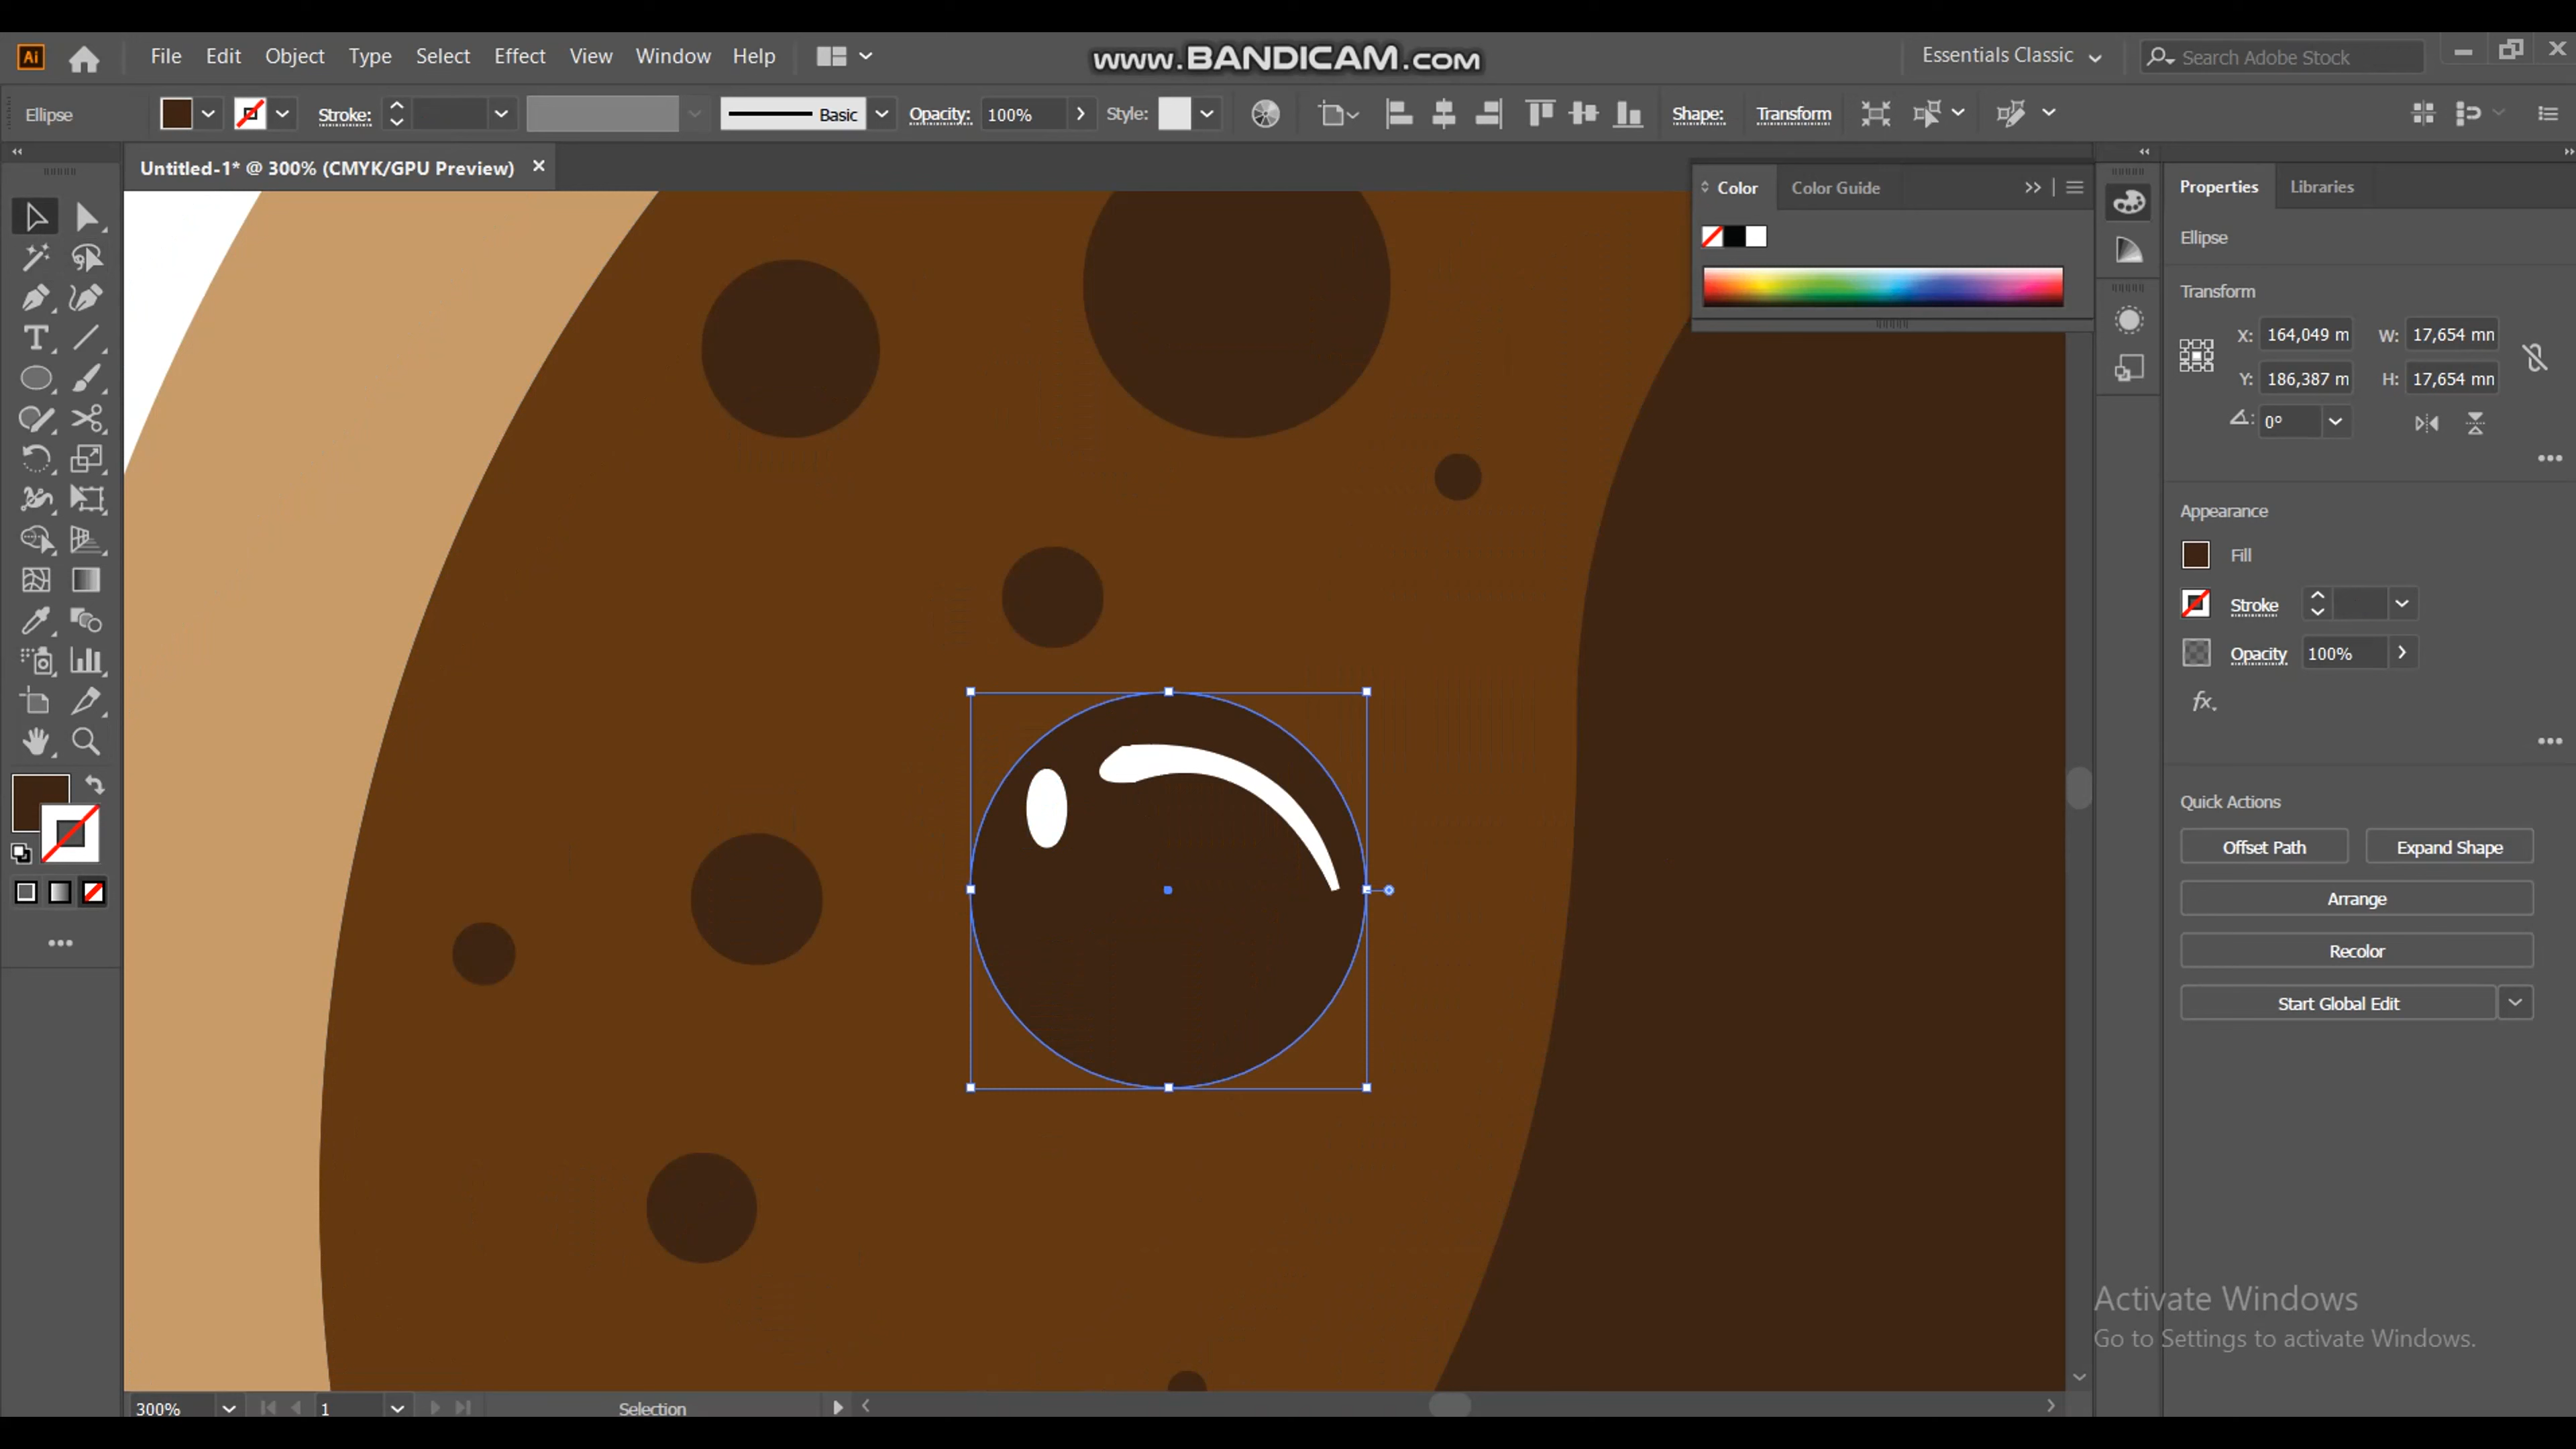 Ai File Edit Object Type Select Effect View Window Help www.BANDICAM.com Essentials Classic Search Adobe Stock
Ellipse Stroke: Basic Opacity: 100% Style: Shape: Transform
Untitled-1* @ 300% (CMYK/GPU Preview) ×
Color Color Guide
Properties Libraries
Ellipse
Transform
X: 164,049 m W: 17,654 mn
Y: 186,387 m H: 17,654 mn
0°
Appearance
Fill
Stroke
Opacity 100%
fx.
Quick Actions
Offset Path Expand Shape
Arrange
Recolor
Start Global Edit
Activate Windows
Go to Settings to activate Windows.
300% 1 Selection